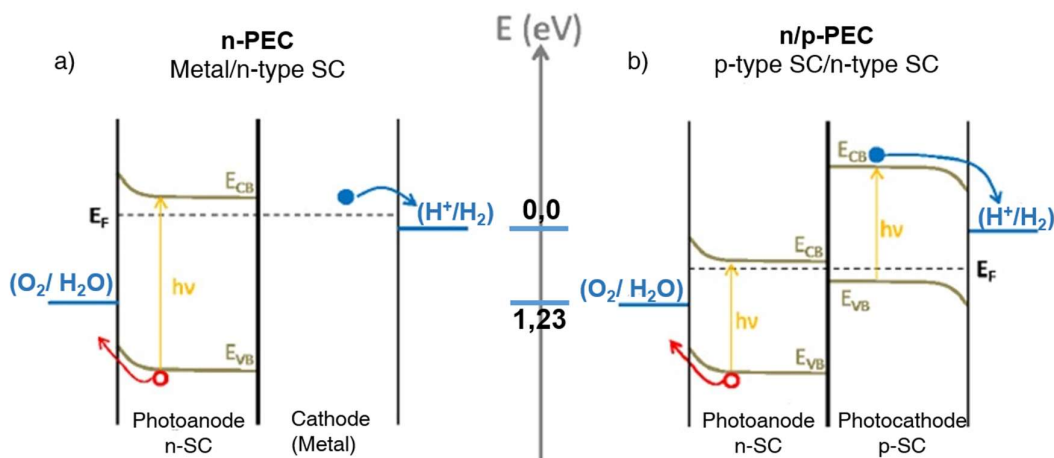 a)
n-PEC
Metal/n-type SC
E_CB
E_F
(H⁺/H₂)
(O₂/ H₂O)
hν
E_VB
Photoanode
n-SC
Cathode
(Metal)
E (eV)
0,0
1,23
b)
n/p-PEC
p-type SC/n-type SC
E_CB
(H⁺/H₂)
hν
E_CB
E_F
E_VB
(O₂/ H₂O)
hν
E_VB
Photoanode
n-SC
Photocathode
p-SC